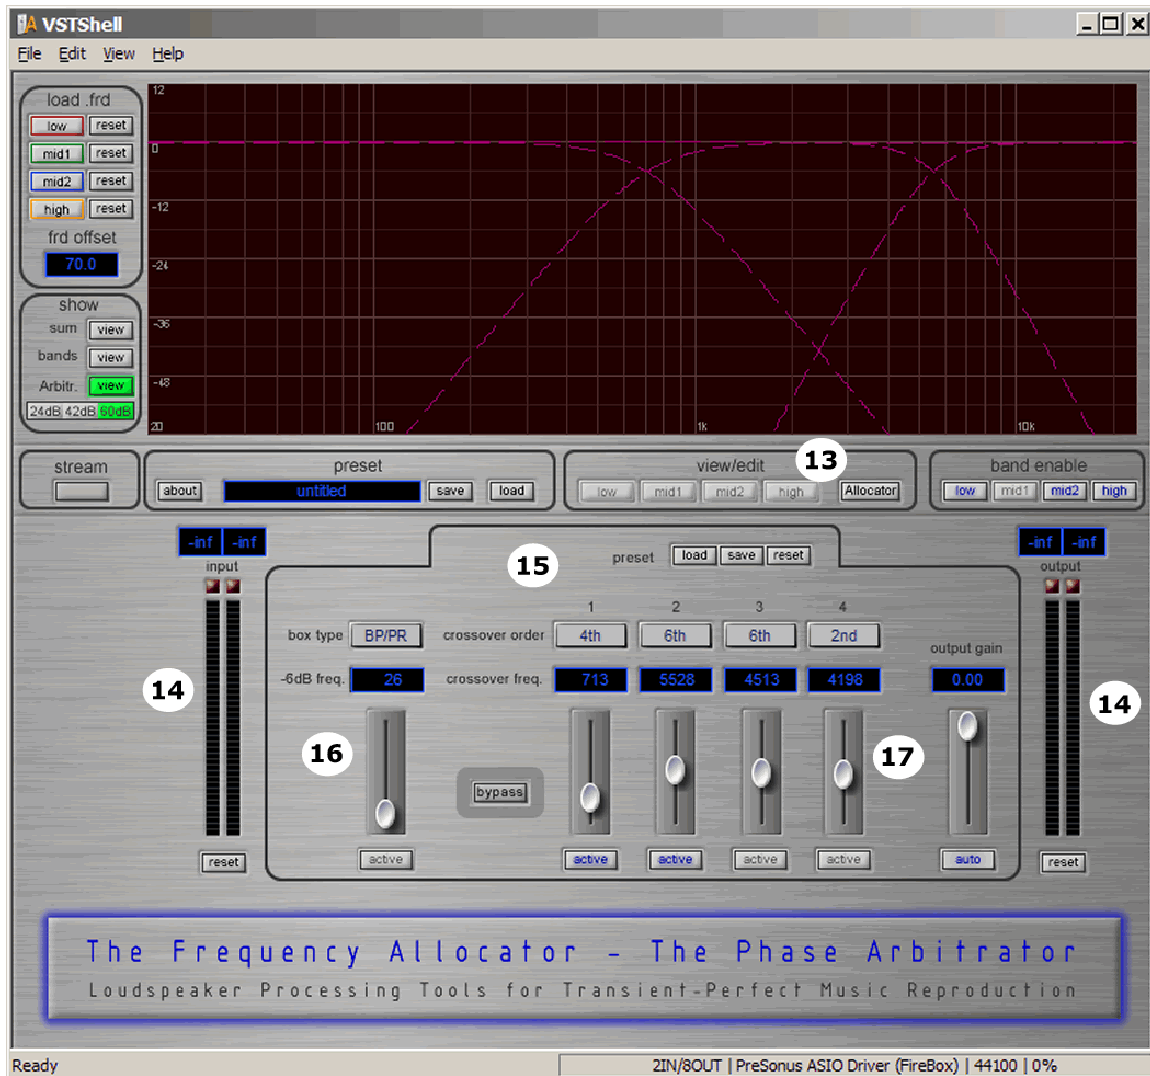 VSTShell
File Edit View Help
load .frd
low reset
mid1 reset
mid2 reset
high reset
frd offset
70.0
show
sum view
bands view
Arbitr. view
24dB 42dB 60dB
12
0
-12
-24
-36
-48
20 100 1k 10k
stream
preset
about untitled save load
view/edit 13
low mid1 mid2 high Allocator
band enable
low mid1 mid2 high
-inf -inf
input
14
reset
15
preset load save reset
1 2 3 4
box type BP/PR crossover order 4th 6th 6th 2nd
-6dB freq. 26 crossover freq. 713 5528 4513 4198
16
bypass
17
active active active active active
output gain
0.00
auto
-inf -inf
output
14
reset
The Frequency Allocator - The Phase Arbitrator
Loudspeaker Processing Tools for Transient-Perfect Music Reproduction
Ready 2IN/8OUT | PreSonus ASIO Driver (FireBox) | 44100 | 0%